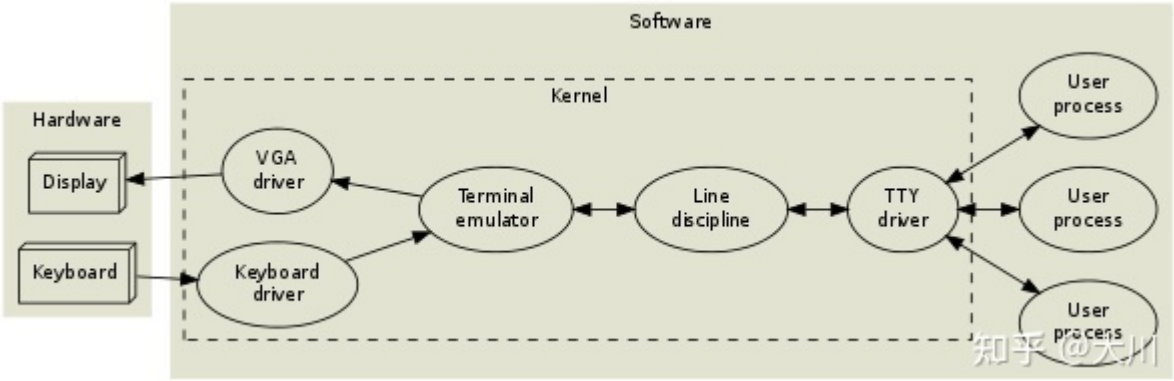 Software
Kernel
Hardware
Display
Keyboard
VGA
driver
Keyboard
driver
Terminal
emulator
Line
discipline
TTY
driver
User
process
User
process
User
process
知乎 @大川